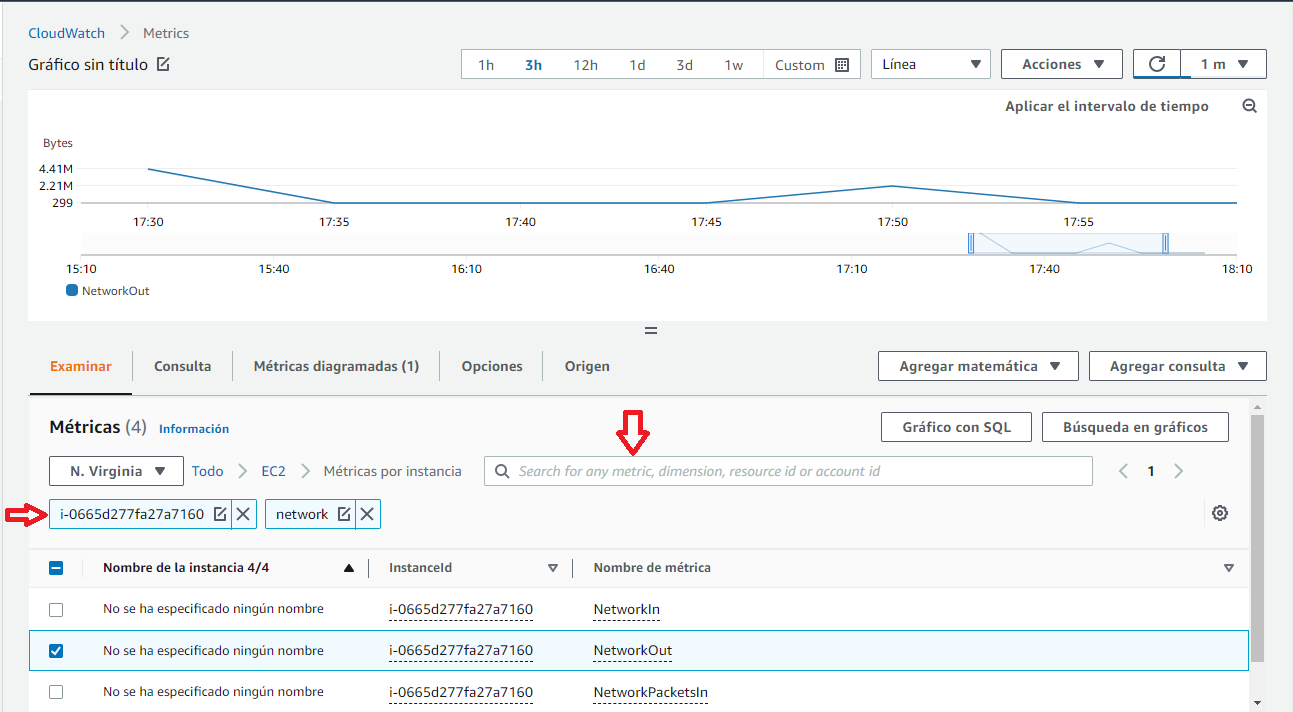 CloudWatch Metrics
Gráfico sin título
1h 3h 12h 1d 3d 1w Custom Línea Acciones 1 m
Aplicar el intervalo de tiempo
Bytes
4.41M
2.21M
299
17:30 17:35 17:40 17:45 17:50 17:55
15:10 15:40 16:10 16:40 17:10 17:40 18:10
NetworkOut
Examinar Consulta Métricas diagramadas (1) Opciones Origen Agregar matemática Agregar consulta
Métricas (4) Información Gráfico con SQL Búsqueda en gráficos
N. Virginia Todo EC2 Métricas por instancia Search for any metric, dimension, resource id or account id 1
i-0665d277fa27a7160 network
Nombre de la instancia 4/4 InstanceId Nombre de métrica
No se ha especificado ningún nombre i-0665d277fa27a7160 NetworkIn
No se ha especificado ningún nombre i-0665d277fa27a7160 NetworkOut
No se ha especificado ningún nombre i-0665d277fa27a7160 NetworkPacketsIn